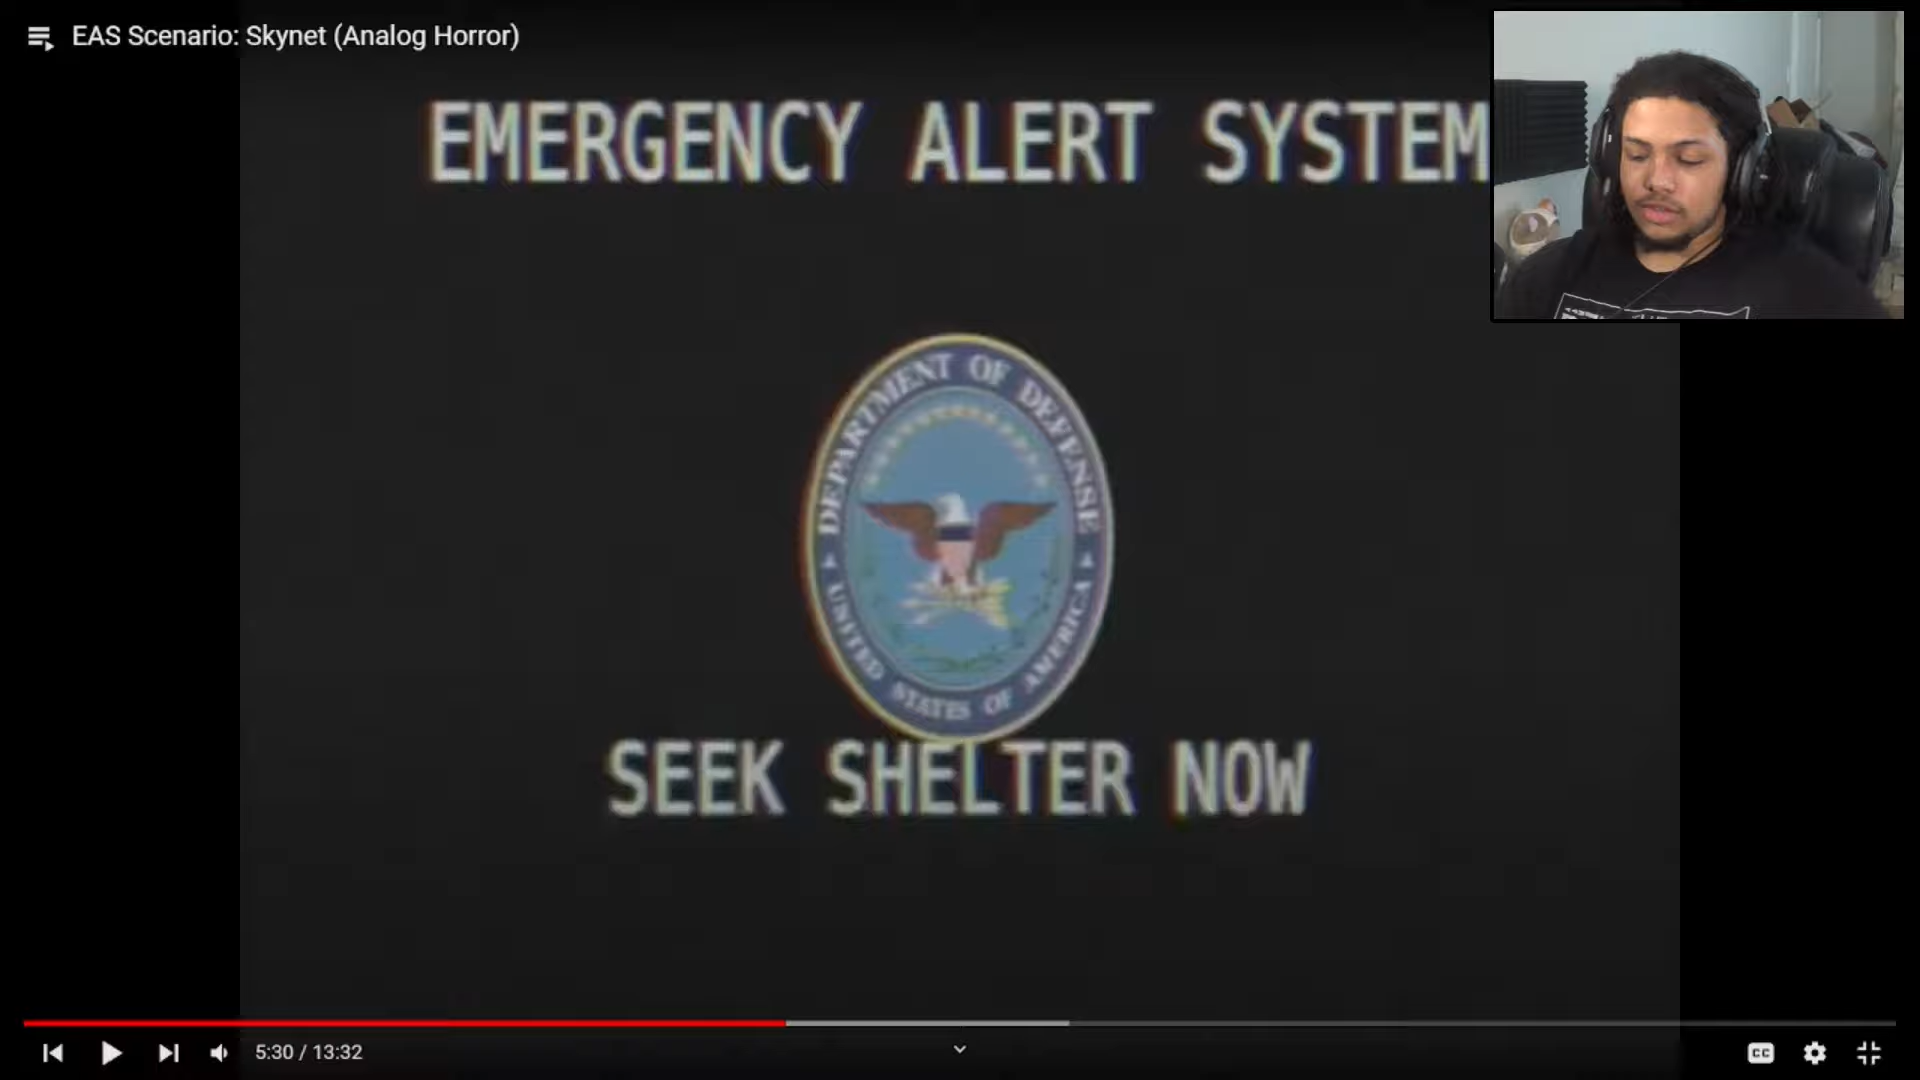 EAS Scenario: Skynet (Analog Horror)
EMERGENCY ALERT SYSTEM
DEPARTMENT OF DEFENSE
UNITED STATES OF AMERICA
SEEK SHELTER NOW
5:30 / 13:32
CC